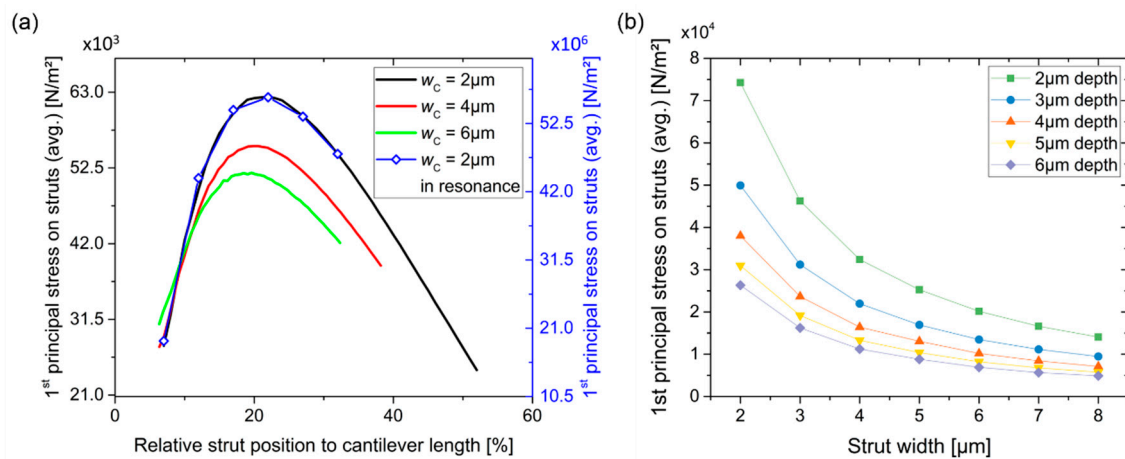 (a)
x10³
x10⁶
1ˢᵗ principal stress on struts (avg.) [N/m²]
63.0
52.5
42.0
31.5
21.0
w_C = 2µm
w_C = 4µm
w_C = 6µm
w_C = 2µm
in resonance
52.5
42.0
31.5
21.0
10.5
1ˢᵗ principal stress on struts (avg.) [N/m²]
0 20 40 60
Relative strut position to cantilever length [%]
(b)
x10⁴
1st principal stress on struts (avg.) [N/m²]
8
7
6
5
4
3
2
1
0
2µm depth
3µm depth
4µm depth
5µm depth
6µm depth
2 3 4 5 6 7 8
Strut width [µm]